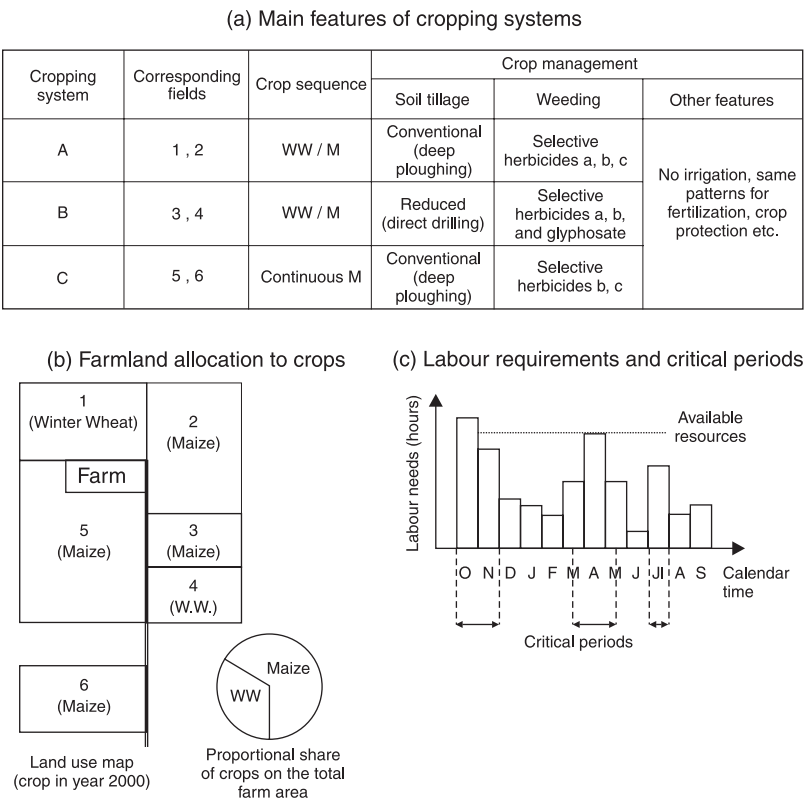 (a) Main features of cropping systems
Cropping
system
Corresponding
fields
Crop sequence
Crop management
Soil tillage
Weeding
Other features
A
1 , 2
WW / M
Conventional
(deep
ploughing)
Selective
herbicides a, b, c
No irrigation, same
patterns for
fertilization, crop
protection etc.
B
3 , 4
WW / M
Reduced
(direct drilling)
Selective
herbicides a, b,
and glyphosate
C
5 , 6
Continuous M
Conventional
(deep
ploughing)
Selective
herbicides b, c
(b) Farmland allocation to crops
1
(Winter Wheat)
2
(Maize)
Farm
5
(Maize)
3
(Maize)
4
(W.W.)
6
(Maize)
Maize
WW
Land use map
(crop in year 2000)
Proportional share
of crops on the total
farm area
(c) Labour requirements and critical periods
Labour needs (hours)
Available
resources
O N D J F M A M J Jl A S
Calendar
time
Critical periods